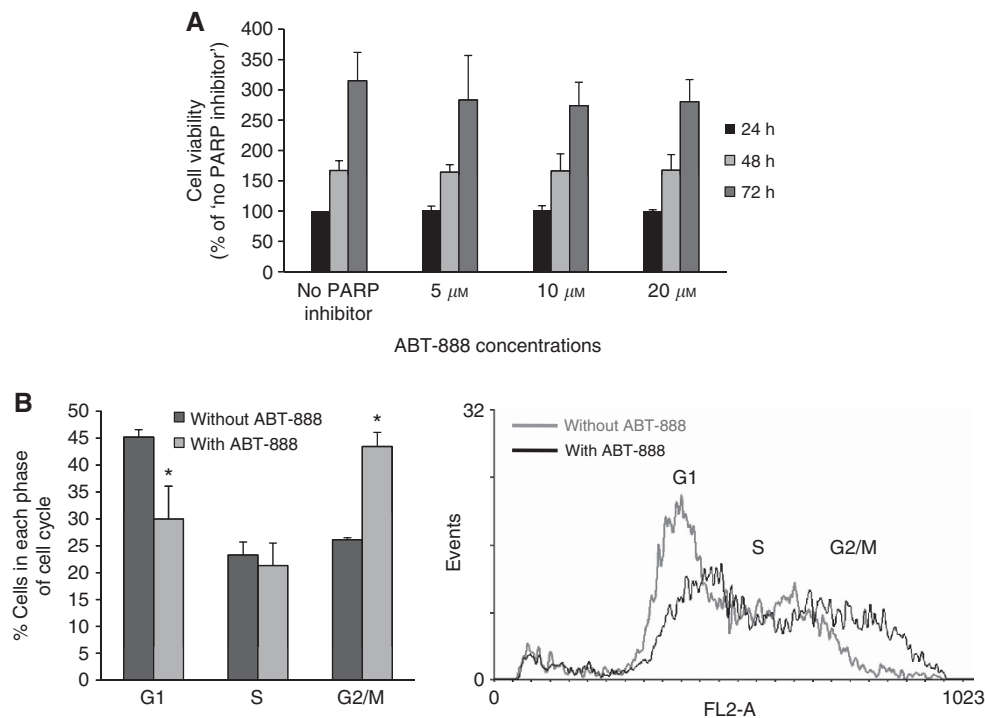 A
Cell viability
(% of 'no PARP inhibitor')
400
350
300
250
200
150
100
50
0
24 h
48 h
72 h
No PARP
inhibitor
5 μM
10 μM
20 μM
ABT-888 concentrations
B
% Cells in each phase
of cell cycle
50
45
40
35
30
25
20
15
10
5
0
Without ABT-888
With ABT-888
*
*
G1
S
G2/M
Events
32
0
Without ABT-888
With ABT-888
G1
S
G2/M
0
1023
FL2-A